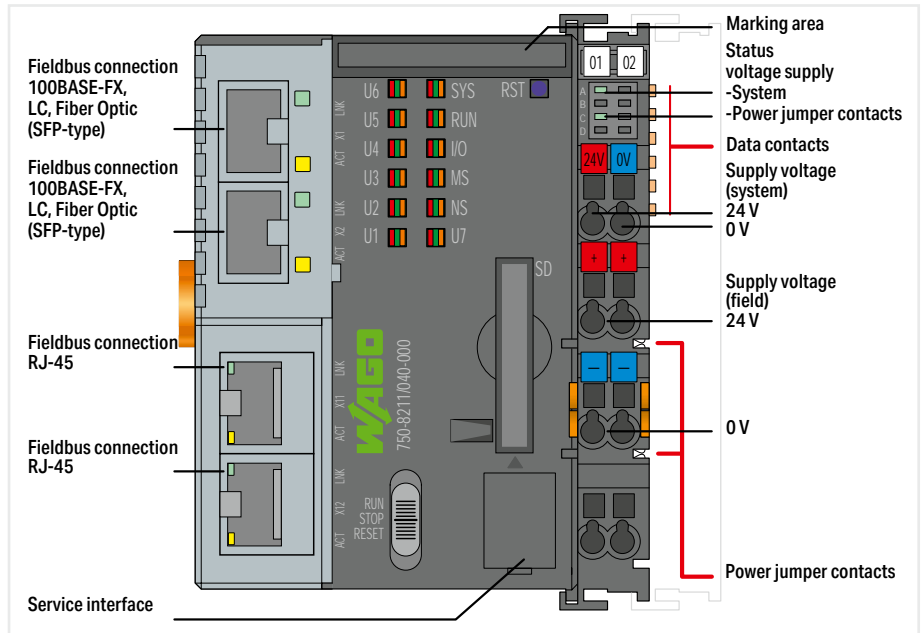 Fieldbus connection
100BASE-FX,
LC, Fiber Optic
(SFP-type)
Fieldbus connection
100BASE-FX,
LC, Fiber Optic
(SFP-type)
Fieldbus connection
RJ-45
Fieldbus connection
RJ-45
Service interface
LNK
X1
ACT
LNK
X2
ACT
LNK
X11
ACT
LNK
X12
ACT
U6 SYS RST
U5 RUN
U4 I/O
U3 MS
U2 NS
U1 U7
SD
WAGO
750-8211/040-000
RUN
STOP
RESET
01 02
A
B
C
D
24V 0V
+ +
— —
Marking area
Status
voltage supply
-System
-Power jumper contacts
Data contacts
Supply voltage
(system)
24 V
0 V
Supply voltage
(field)
24 V
0 V
Power jumper contacts